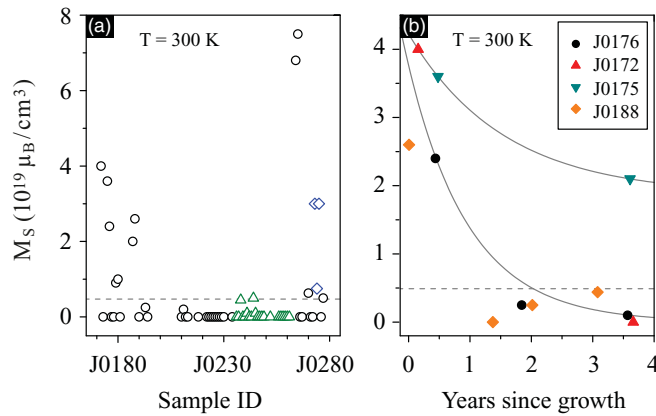 (a)
T = 300 K
8
6
4
2
0
M_S (10^19 μ_B/cm^3)
J0180
J0230
J0280
Sample ID
(b)
T = 300 K
J0176
J0172
J0175
J0188
4
3
2
1
0
0
1
2
3
4
Years since growth